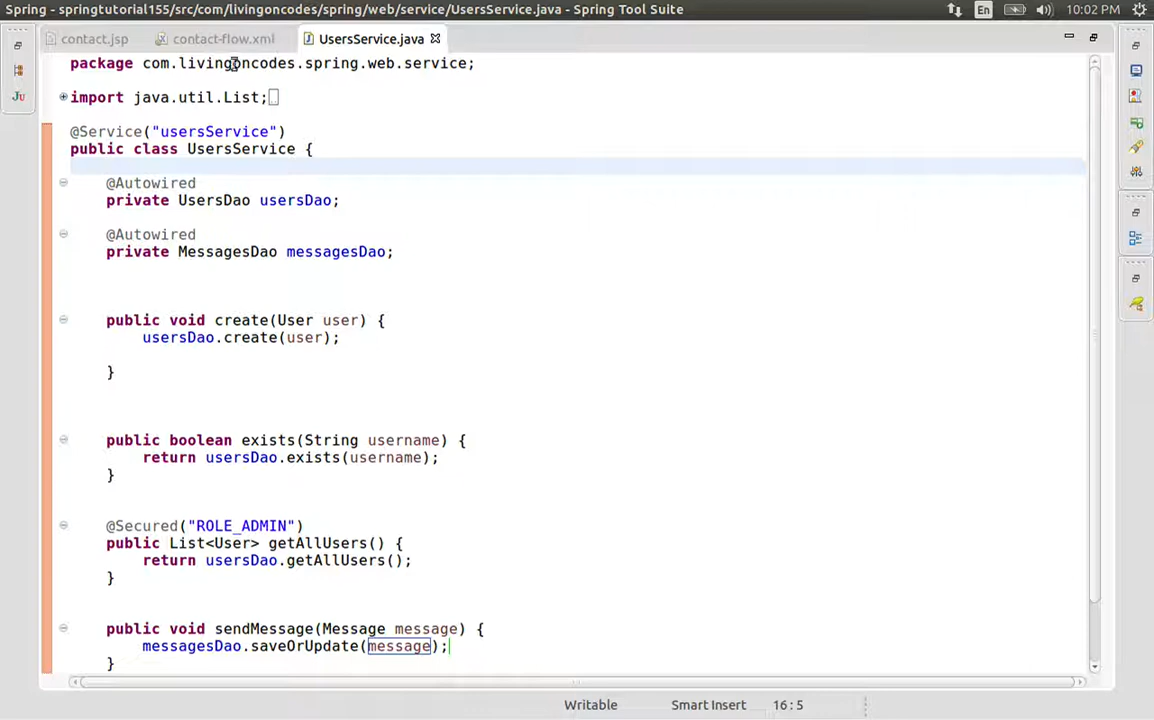 Spring - springtutorial155/src/com/livingoncodes/spring/web/service/UsersService.java - Spring Tool Suite
En
10:02 PM
contact.jsp
contact-flow.xml
UsersService.java
package com.livingoncodes.spring.web.service;
import java.util.List;
@Service("usersService")
public class UsersService {
@Autowired
private UsersDao usersDao;
@Autowired
private MessagesDao messagesDao;
public void create(User user) {
usersDao.create(user);
}
public boolean exists(String username) {
return usersDao.exists(username);
}
@Secured("ROLE_ADMIN")
public List<User> getAllUsers() {
return usersDao.getAllUsers();
}
public void sendMessage(Message message) {
messagesDao.saveOrUpdate(message);
}
Writable
Smart Insert
16 : 5